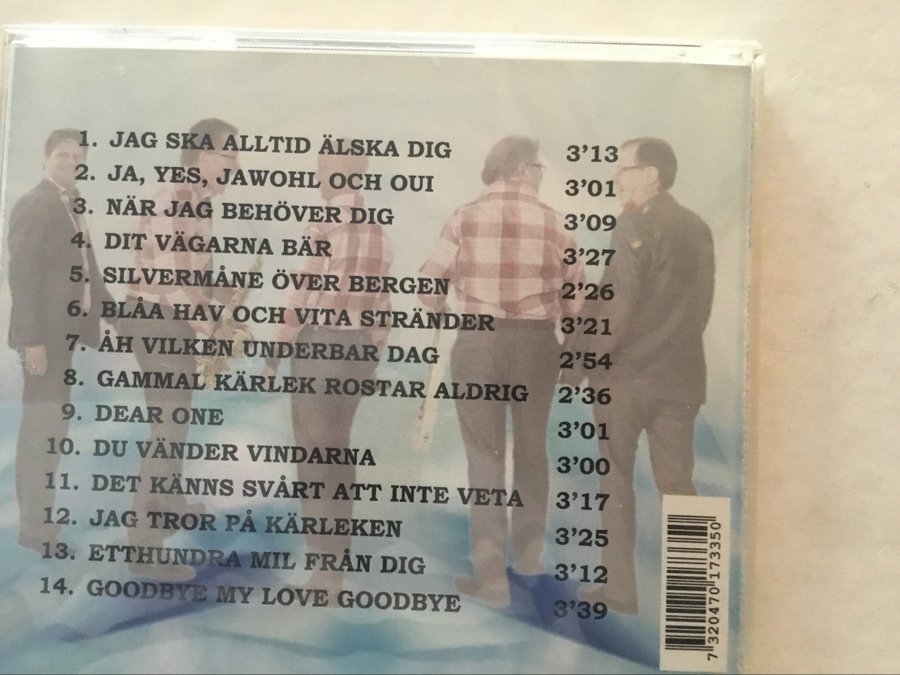 1. JAG SKA ALLTID ÄLSKA DIG 3'13
2. JA, YES, JAWOHL OCH OUI 3'01
3. NÄR JAG BEHÖVER DIG 3'09
4. DIT VÄGARNA BÄR 3'27
5. SILVERMÅNE ÖVER BERGEN 2'26
6. BLÅA HAV OCH VITA STRÄNDER 3'21
7. ÅH VILKEN UNDERBAR DAG 2'54
8. GAMMAL KÄRLEK ROSTAR ALDRIG 2'36
9. DEAR ONE 3'01
10. DU VÄNDER VINDARNA 3'00
11. DET KÄNNS SVÅRT ATT INTE VETA 3'17
12. JAG TROR PÅ KÄRLEKEN 3'25
13. ETTHUNDRA MIL FRÅN DIG 3'12
14. GOODBYE MY LOVE GOODBYE 3'39
7 320470 173350